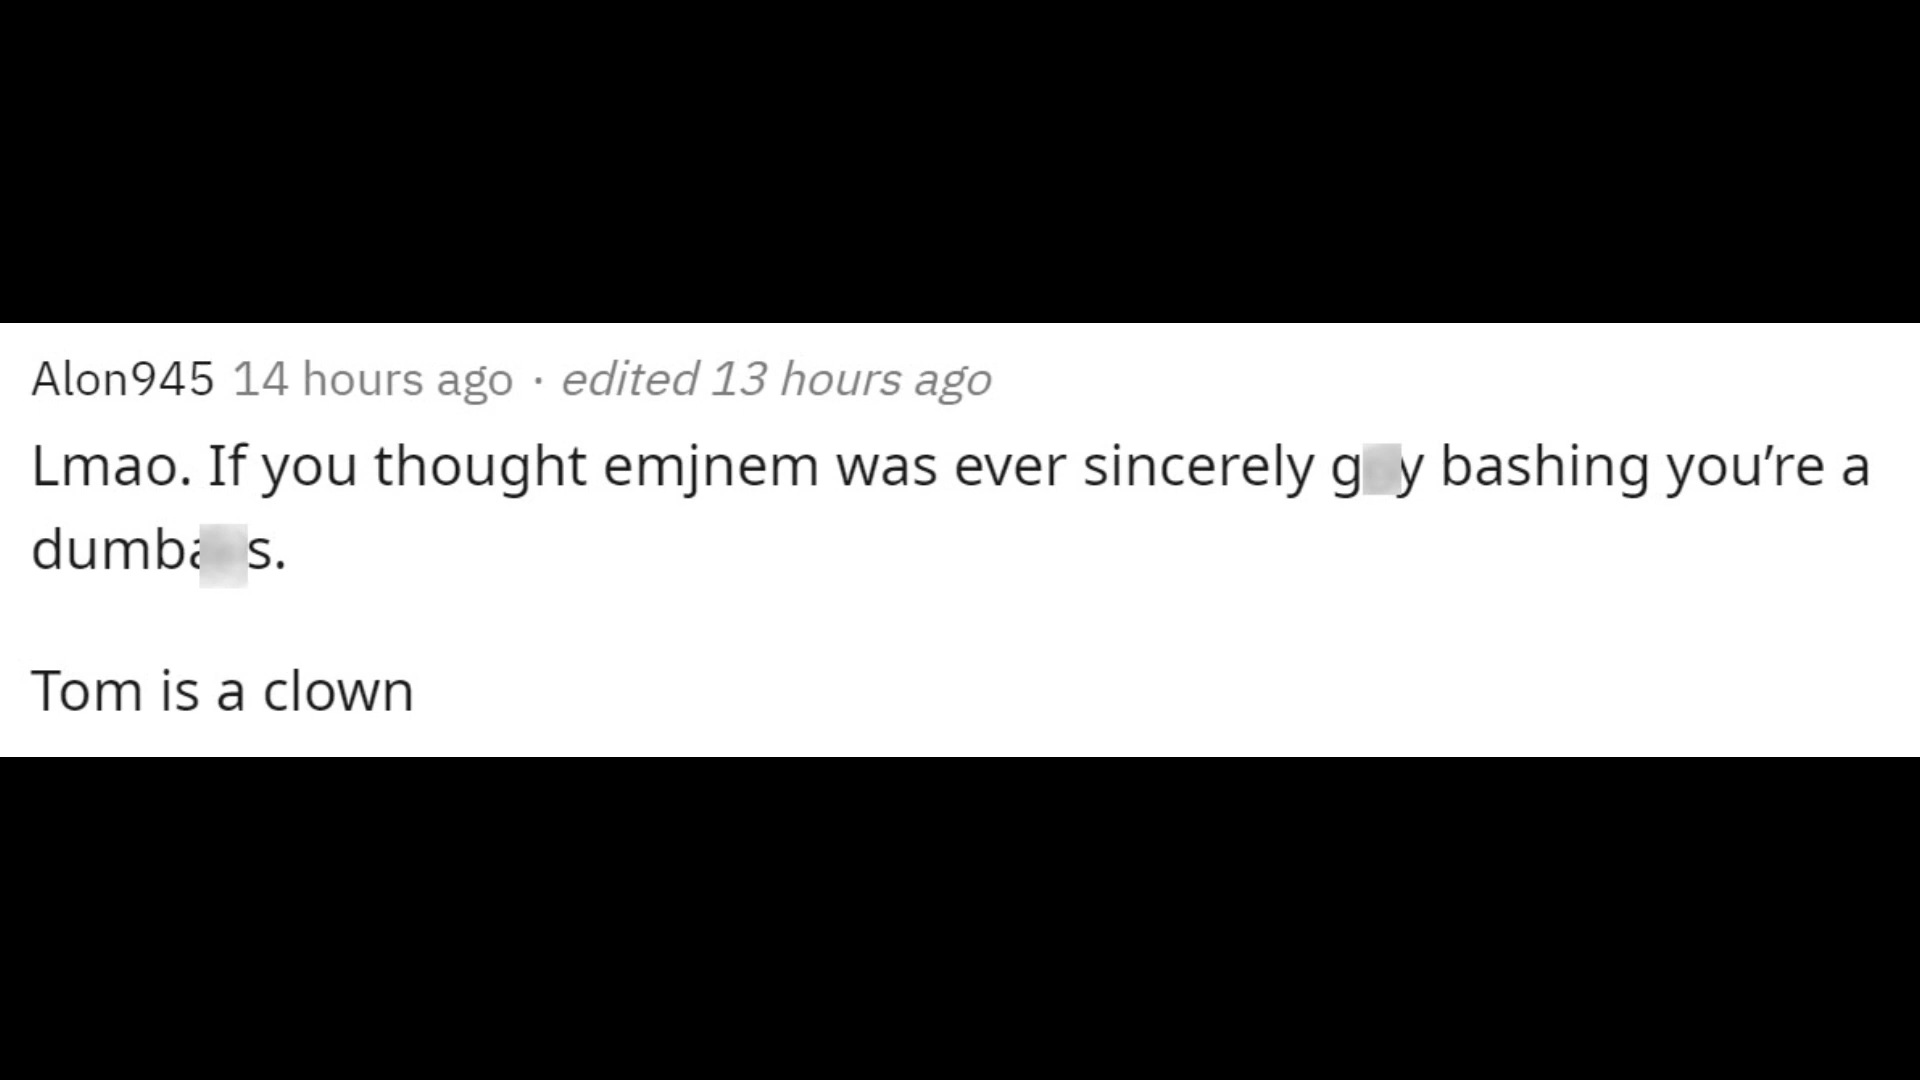 Alon945 14 hours ago · edited 13 hours ago
Lmao. If you thought emjnem was ever sincerely g y bashing you’re a
dumba s.
Tom is a clown